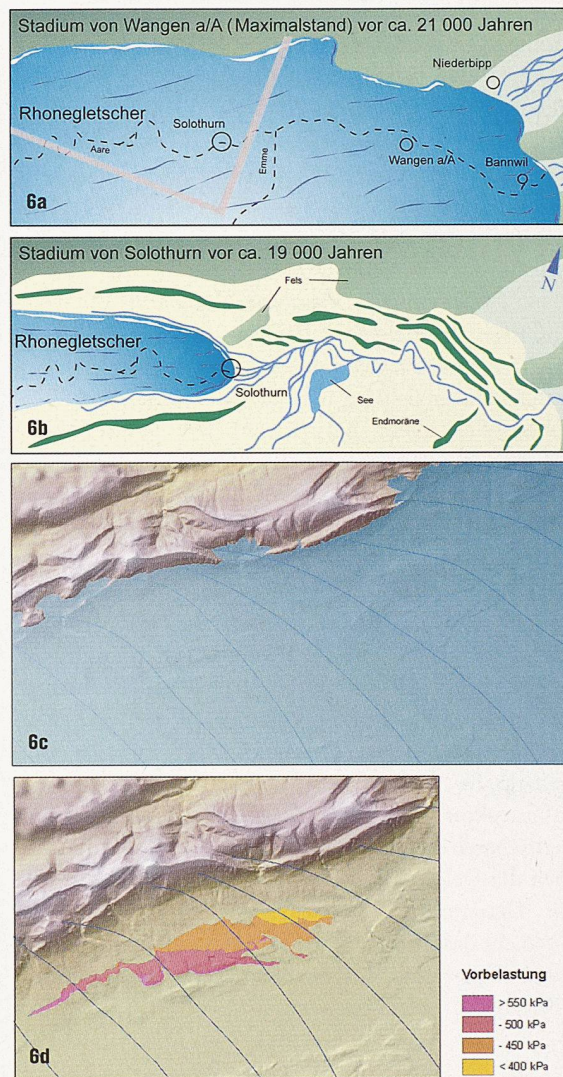 Stadium von Wangen a/A (Maximalstand) vor ca. 21 000 Jahren
Niederbipp
Rhonegletscher
Solothurn
Aare
Emme
Wangen a/A
Bannwil
6a
Stadium von Solothurn vor ca. 19 000 Jahren
N
Fels
Rhonegletscher
Solothurn
See
Endmoräne
6b
6c
6d
Vorbelastung
> 550 kPa
- 500 kPa
- 450 kPa
< 400 kPa